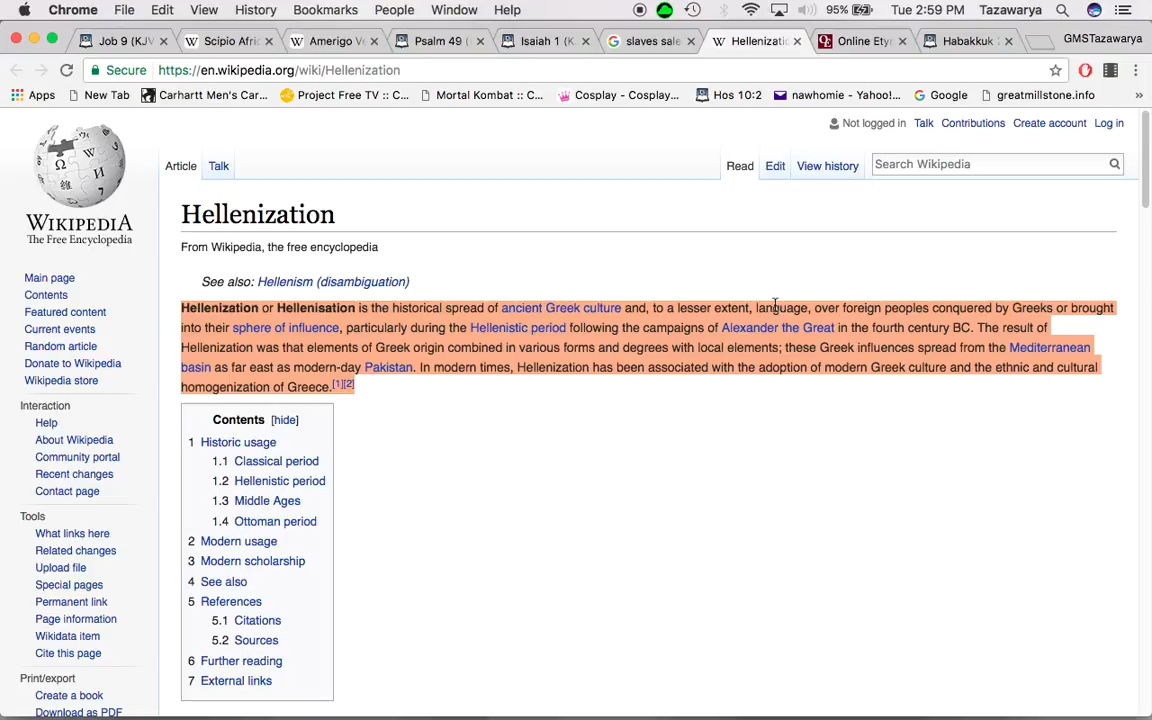 Chrome File Edit View History Bookmarks People Window Help 95% Tue 2:59 PM Tazawarya
Job 9 (KJV Scipio Afri Amerigo Ve Psalm 49 ( Isaiah 1 (K slaves sale Hellenizatio Online Ety Habakkuk GMSTazawarya
Secure https://en.wikipedia.org/wiki/Hellenization
Apps New Tab Carhartt Men's Car... Project Free TV :: C... Mortal Kombat :: C... Cosplay - Cosplay... Hos 10:2 nawhomie - Yahoo!... Google greatmillstone.info »
Not logged in Talk Contributions Create account Log in
Article Talk Read Edit View history Search Wikipedia
WIKIPEDIA
The Free Encyclopedia
Main page
Contents
Featured content
Current events
Random article
Donate to Wikipedia
Wikipedia store
Interaction
Help
About Wikipedia
Community portal
Recent changes
Contact page
Tools
What links here
Related changes
Upload file
Special pages
Permanent link
Page information
Wikidata item
Cite this page
Print/export
Create a book
Download as PDF
Hellenization
From Wikipedia, the free encyclopedia
See also: Hellenism (disambiguation)
Hellenization or Hellenisation is the historical spread of ancient Greek culture and, to a lesser extent, language, over foreign peoples conquered by Greeks or brought
into their sphere of influence, particularly during the Hellenistic period following the campaigns of Alexander the Great in the fourth century BC. The result of
Hellenization was that elements of Greek origin combined in various forms and degrees with local elements; these Greek influences spread from the Mediterranean
basin as far east as modern-day Pakistan. In modern times, Hellenization has been associated with the adoption of modern Greek culture and the ethnic and cultural
homogenization of Greece.[1][2]
Contents [hide]
1 Historic usage
1.1 Classical period
1.2 Hellenistic period
1.3 Middle Ages
1.4 Ottoman period
2 Modern usage
3 Modern scholarship
4 See also
5 References
5.1 Citations
5.2 Sources
6 Further reading
7 External links